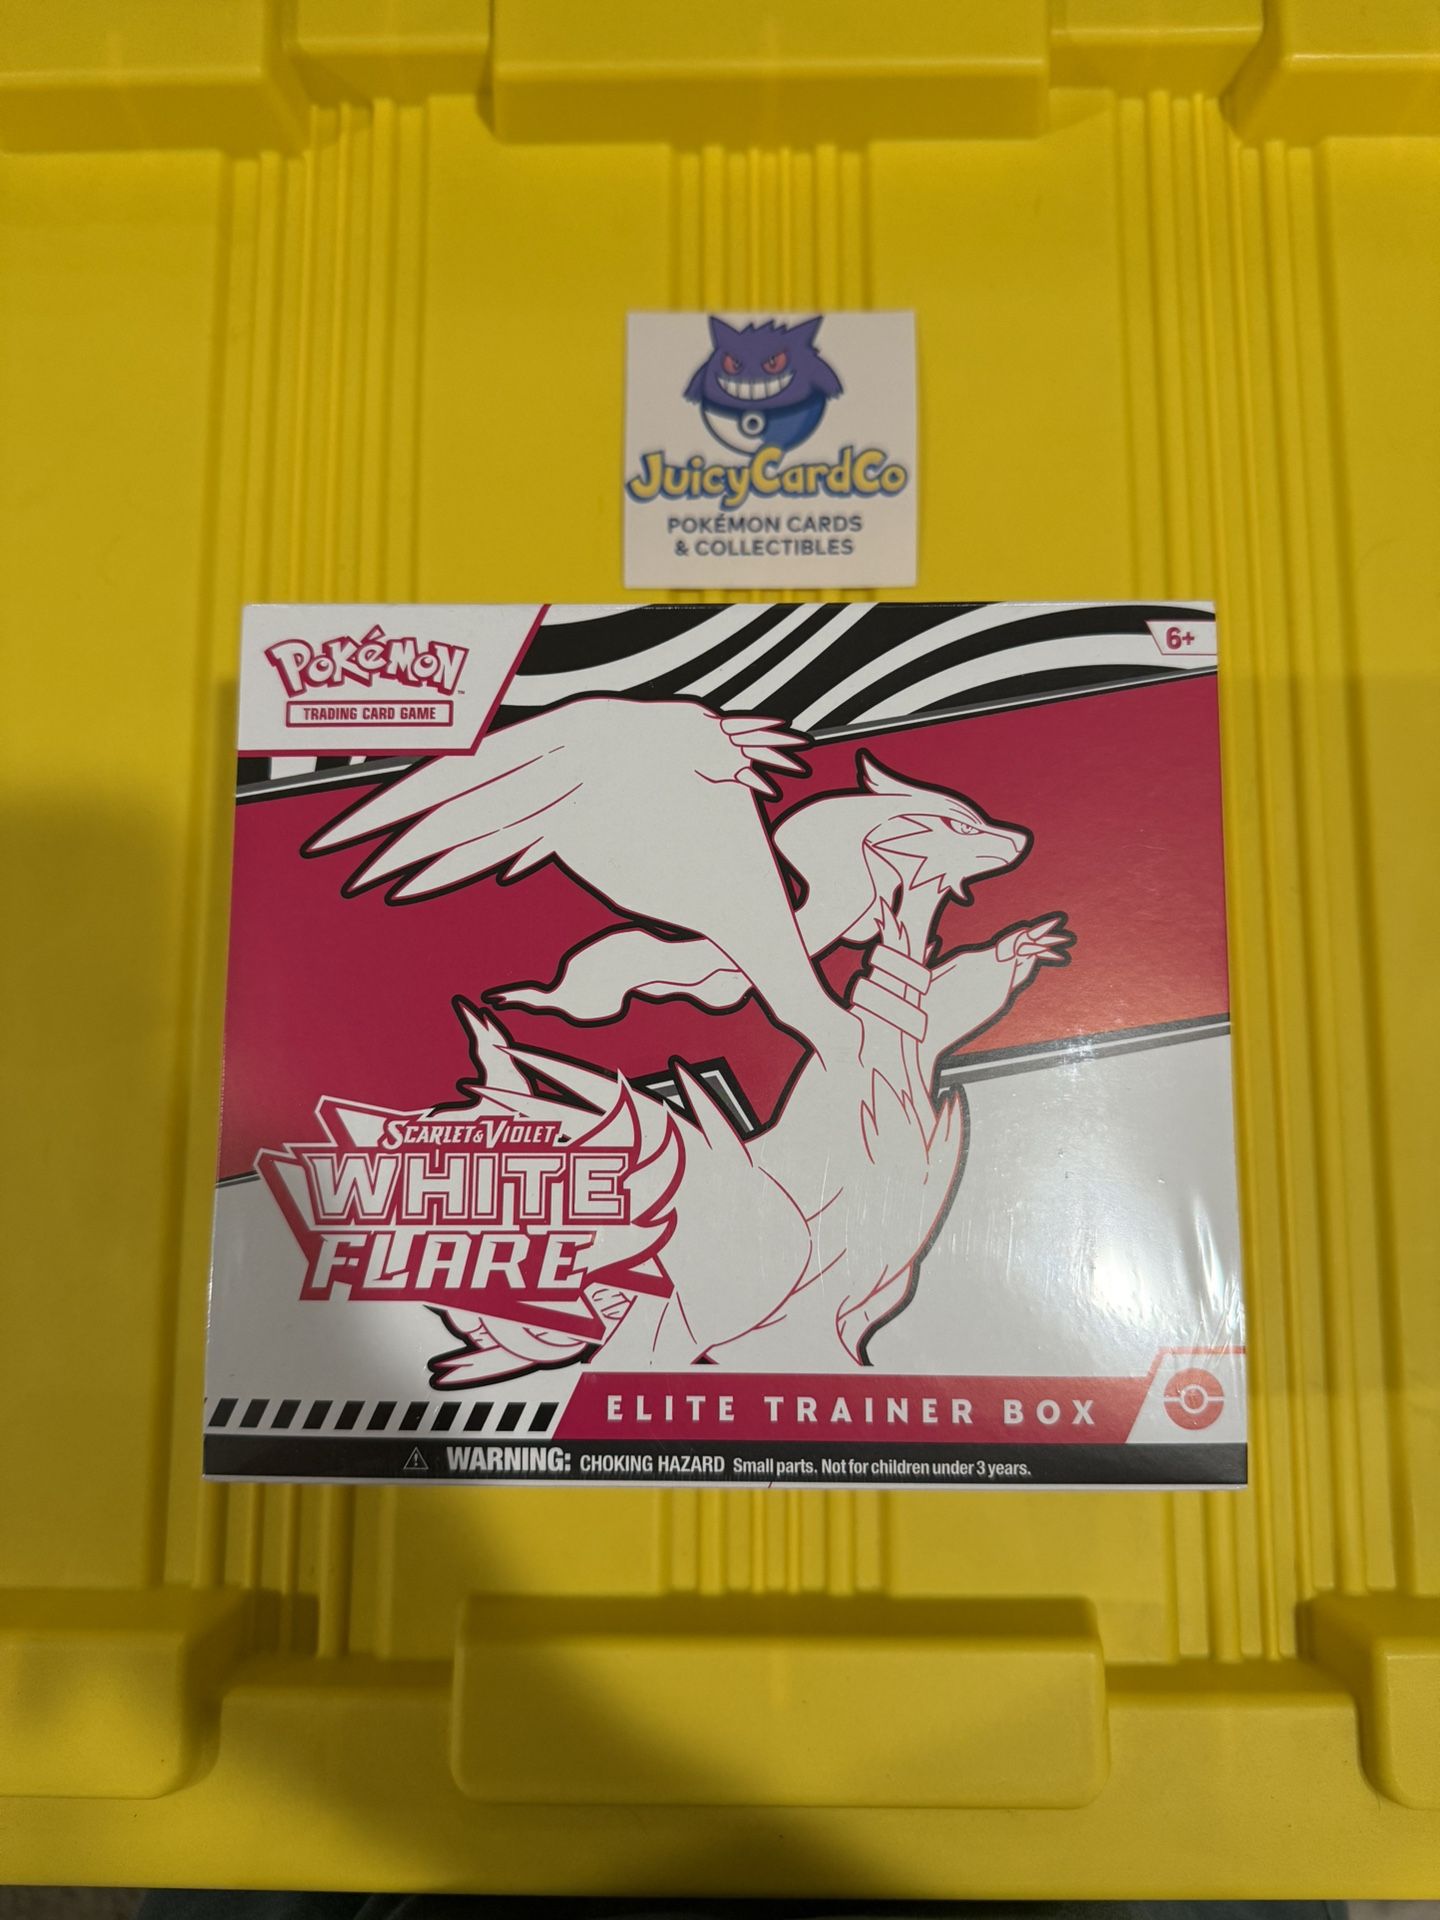 JuicyCardCo
POKÉMON CARDS
& COLLECTIBLES
POKéMON™
TRADING CARD GAME
6+
SCARLET & VIOLET
WHITE
FLARE
ELITE TRAINER BOX
WARNING: CHOKING HAZARD Small parts. Not for children under 3 years.